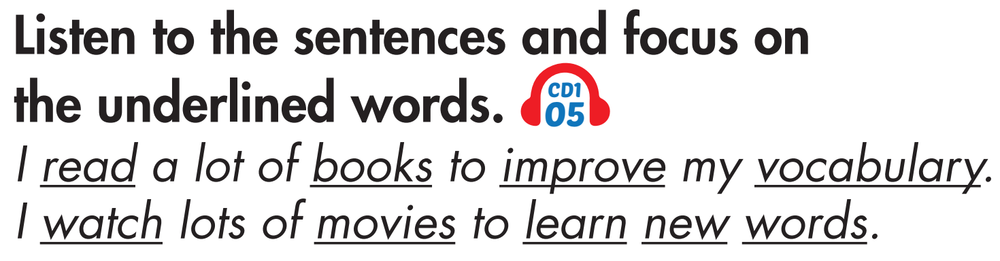 Listen to the sentences and focus on
the underlined words. CD1 05
I read a lot of books to improve my vocabulary.
I watch lots of movies to learn new words.